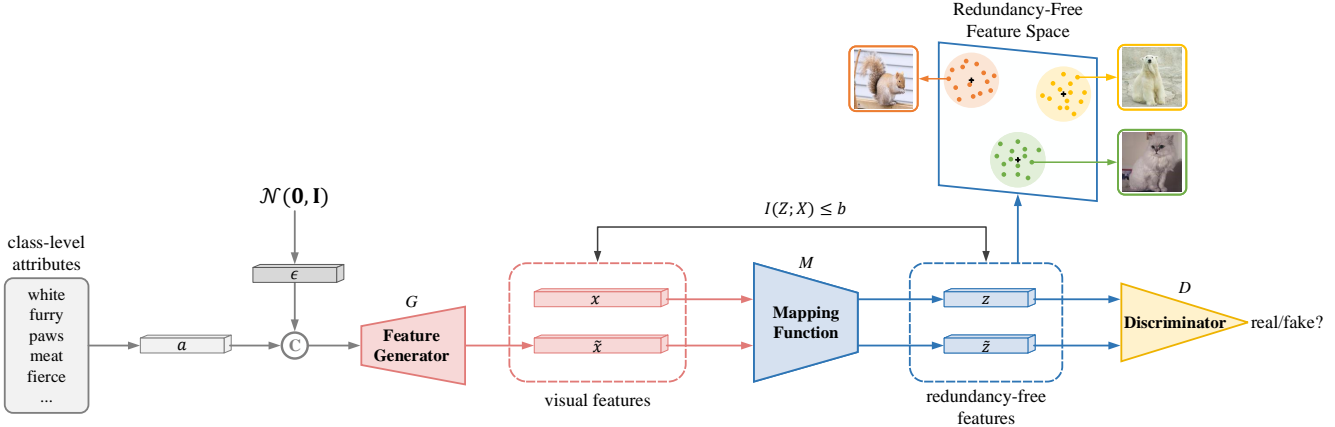 Redundancy-Free
Feature Space
𝒩(𝟎, 𝐈)
I(Z; X) ≤ b
class-level
attributes
white
furry
paws
meat
fierce
...
ϵ
a
C
G
Feature
Generator
x
x̃
visual features
M
Mapping
Function
z
z̃
redundancy-free
features
D
Discriminator
real/fake?